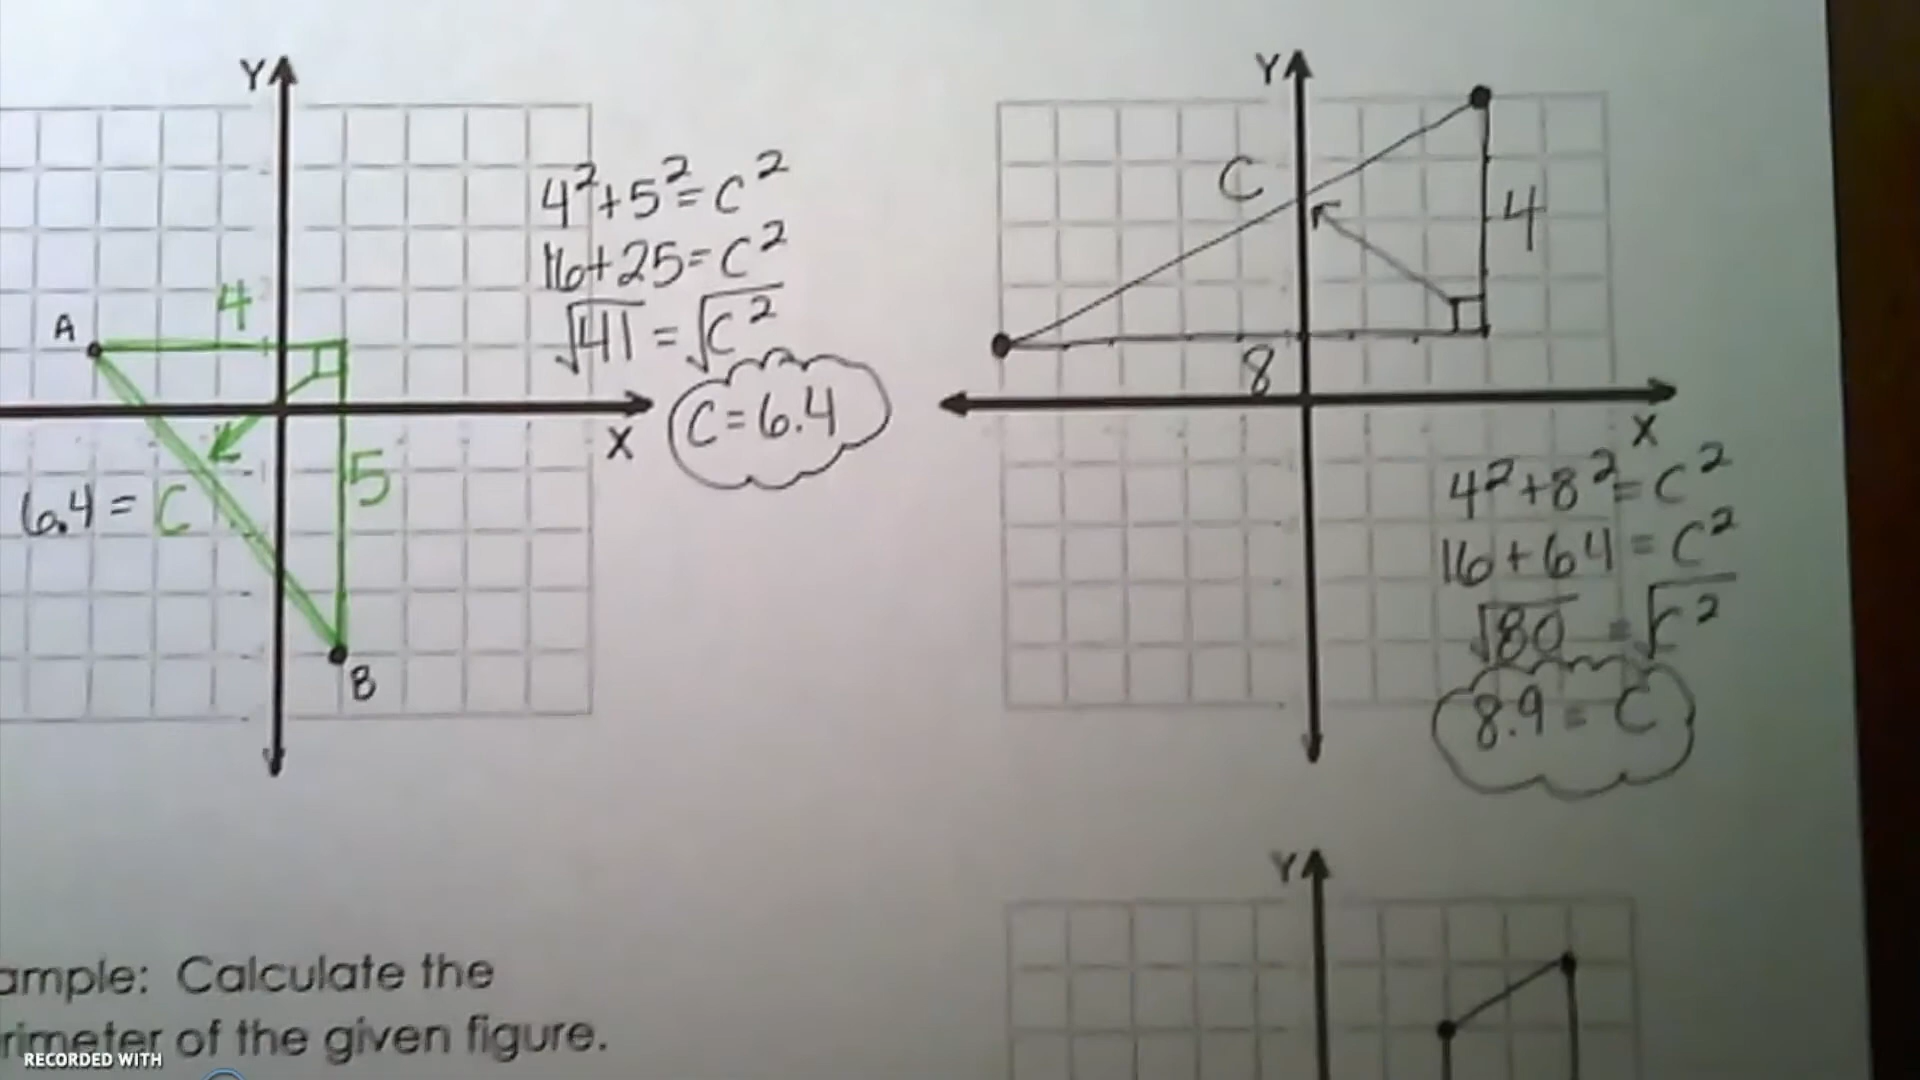 Y
4² + 5² = c²
16 + 25 = c²
√41 = √c²
C = 6.4
4
A
X
5
6.4 = C
B
Y
C
4
8
X
4² + 8² = c²
16 + 64 = c²
√80 = √c²
8.9 = C
Y
ample: Calculate the
rimeter of the given figure.
RECORDED WITH